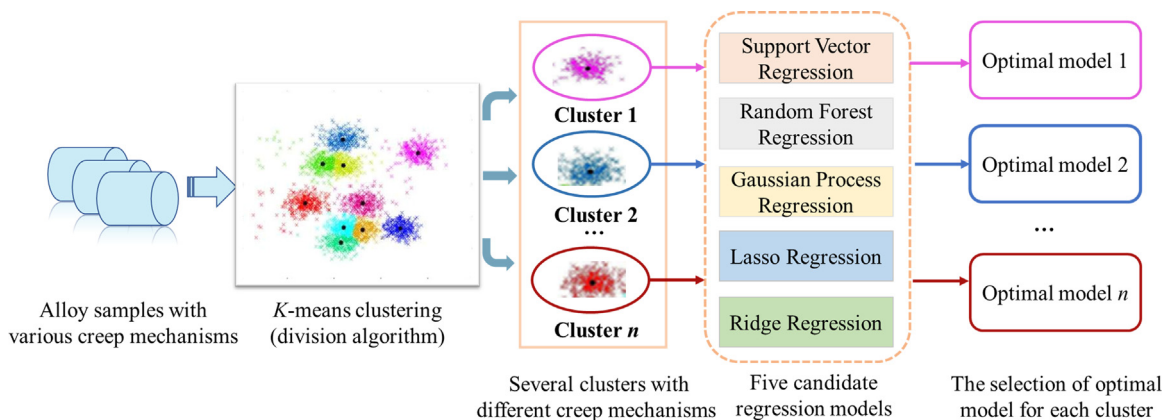 Alloy samples with
various creep mechanisms
K-means clustering
(division algorithm)
Cluster 1
Cluster 2
...
Cluster n
Several clusters with
different creep mechanisms
Support Vector
Regression
Random Forest
Regression
Gaussian Process
Regression
Lasso Regression
Ridge Regression
Five candidate
regression models
Optimal model 1
Optimal model 2
...
Optimal model n
The selection of optimal
model for each cluster